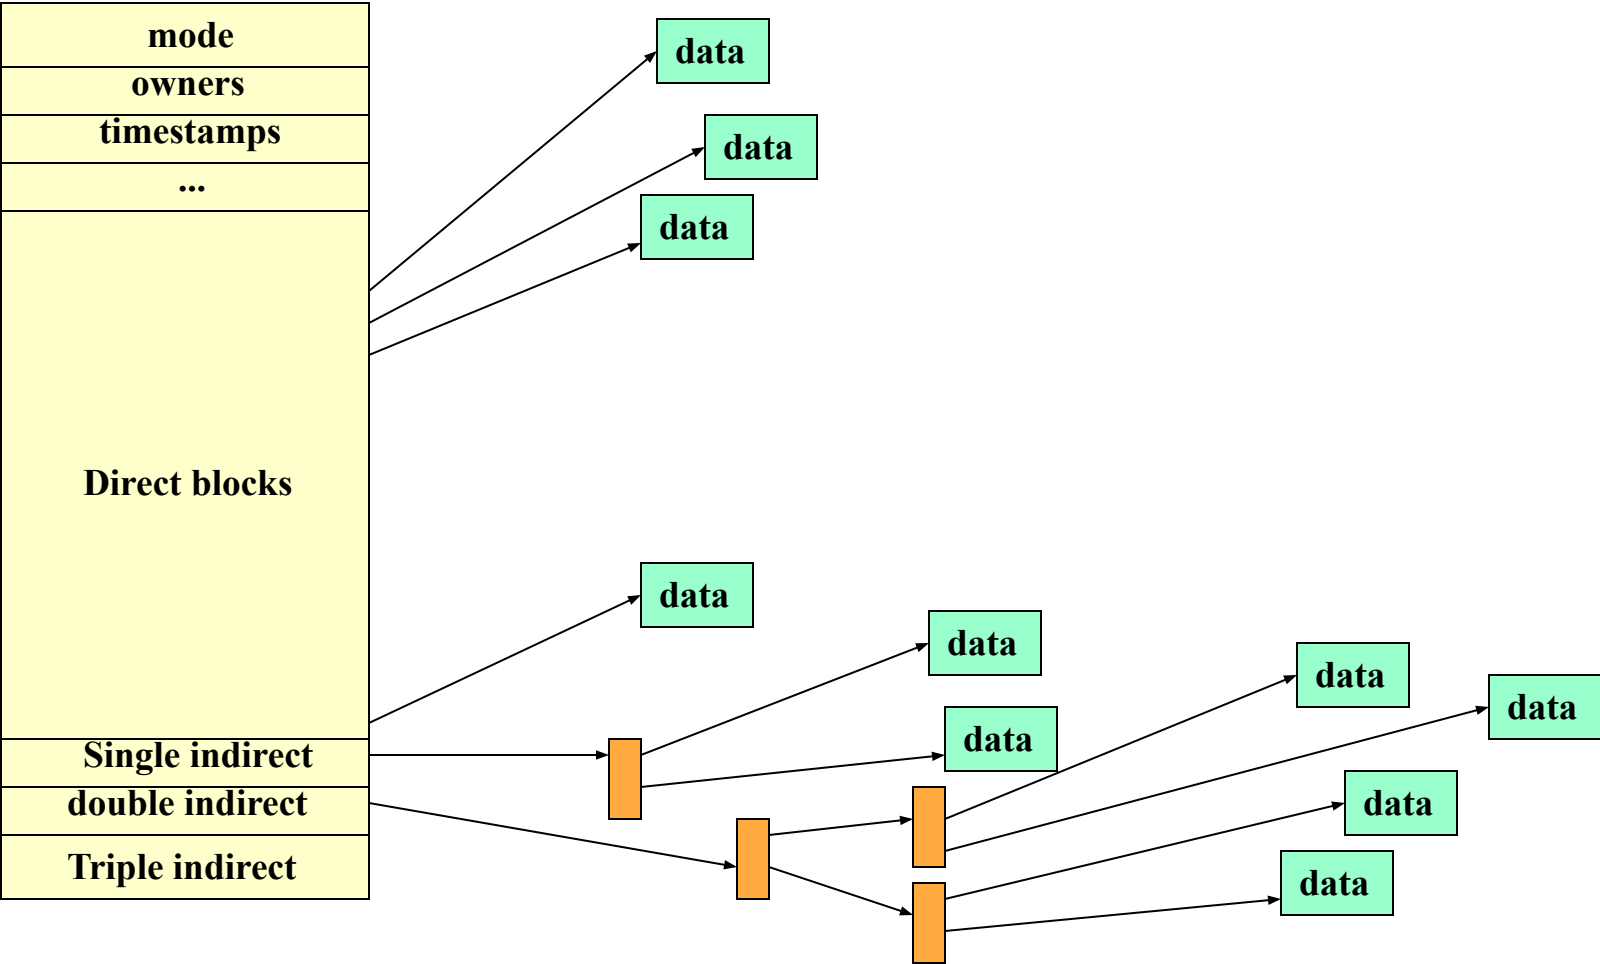 mode
owners
timestamps
...
Direct blocks
Single indirect
double indirect
Triple indirect
data
data
data
data
data
data
data
data
data
data